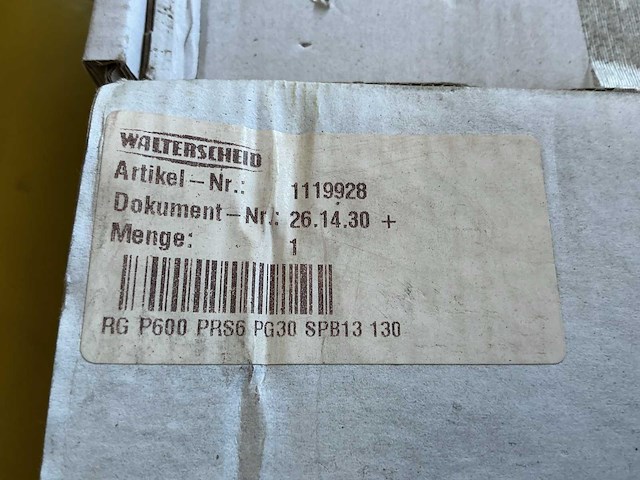 WALTERSCHEID
Artikel-Nr.: 1119928
Dokument-Nr.: 26.14.30 +
Menge: 1
RG P600 PRS6 PG30 SPB13 130